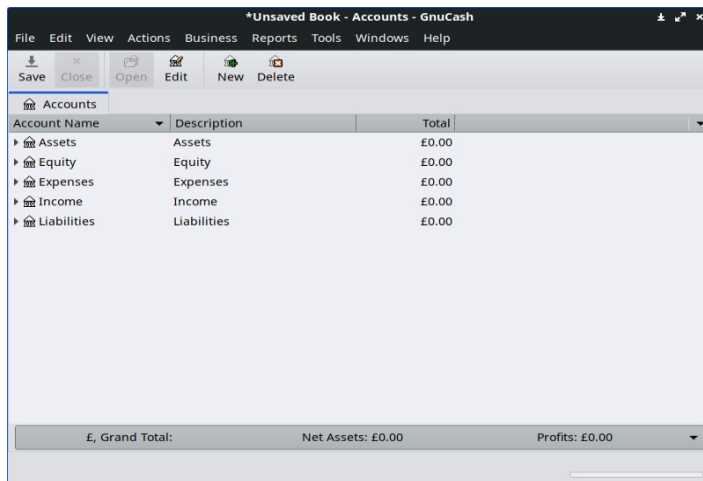 *Unsaved Book - Accounts - GnuCash
File Edit View Actions Business Reports Tools Windows Help
Save Close Open Edit New Delete
Accounts
Account Name Description Total
Assets Assets £0.00
Equity Equity £0.00
Expenses Expenses £0.00
Income Income £0.00
Liabilities Liabilities £0.00
£, Grand Total: Net Assets: £0.00 Profits: £0.00